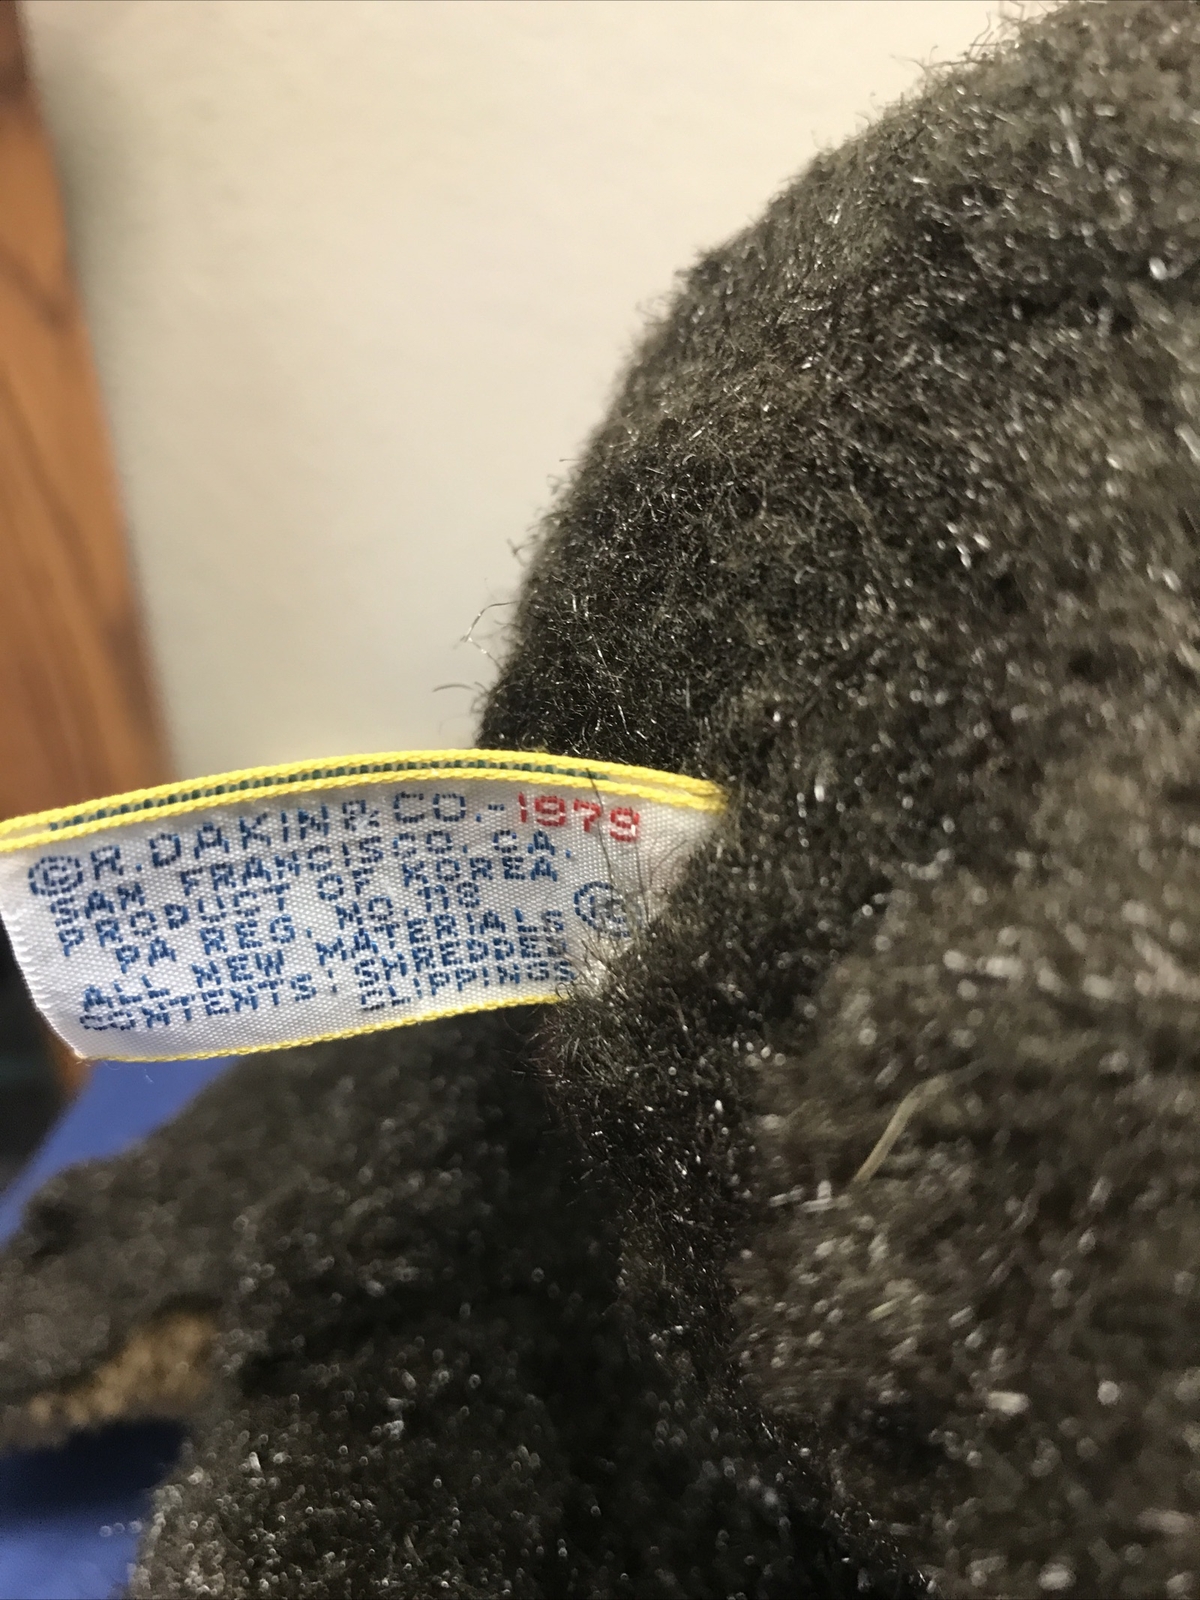 © R. DAKIN & CO.-1979
SAN FRANCISCO, CA.
PRODUCT OF KOREA
PA REG. NO 118
ALL NEW MATERIALS
CONTENTS: SHREDDED
CLIPPINGS